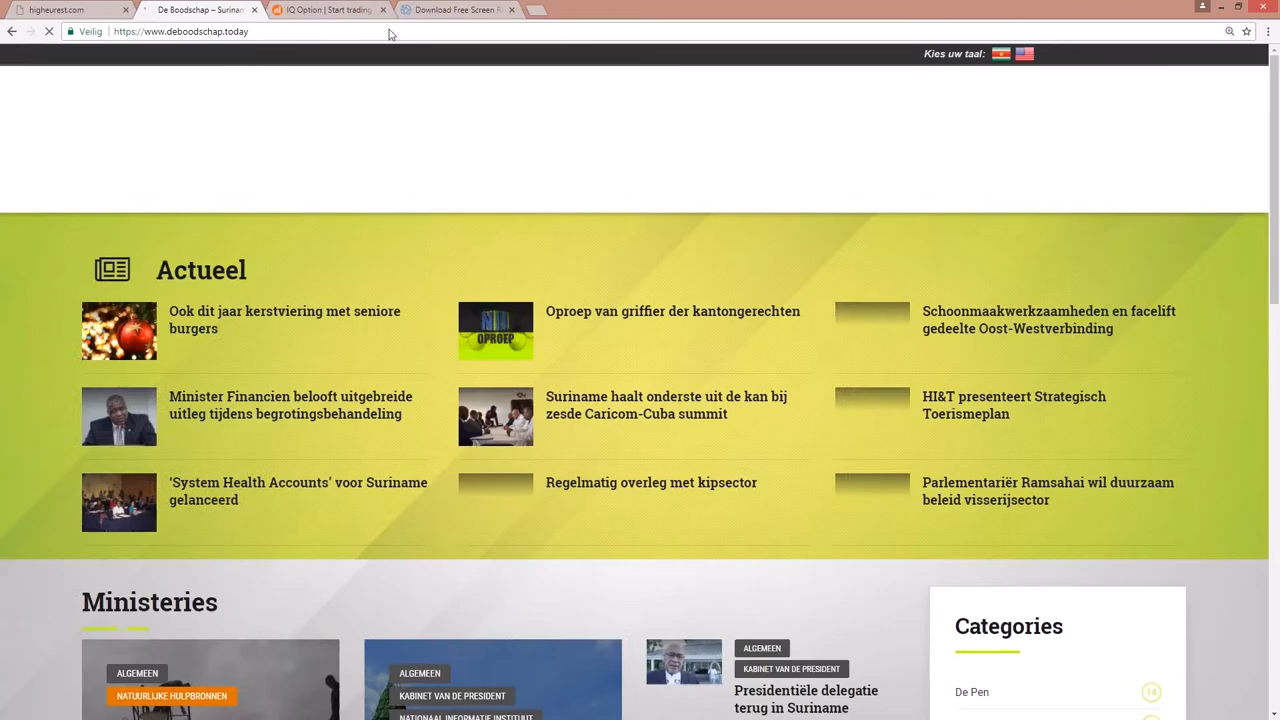 higheurest.com
De Boodschap – Surinam
IQ Option | Start trading
Download Free Screen R
Veilig
https://www.deboodschap.today
Kies uw taal:
Actueel
Ook dit jaar kerstviering met seniore
burgers
Oproep van griffier der kantongerechten
OPROEP
Schoonmaakwerkzaamheden en facelift
gedeelte Oost-Westverbinding
Minister Financien belooft uitgebreide
uitleg tijdens begrotingsbehandeling
Suriname haalt onderste uit de kan bij
zesde Caricom-Cuba summit
HI&T presenteert Strategisch
Toerismeplan
‘System Health Accounts’ voor Suriname
gelanceerd
Regelmatig overleg met kipsector
Parlementariër Ramsahai wil duurzaam
beleid visserijsector
Ministeries
ALGEMEEN
NATUURLIJKE HULPBRONNEN
ALGEMEEN
KABINET VAN DE PRESIDENT
NATIONAAL INFORMATIE INSTITUUT
ALGEMEEN
KABINET VAN DE PRESIDENT
Presidentiële delegatie
terug in Suriname
Categories
De Pen
14